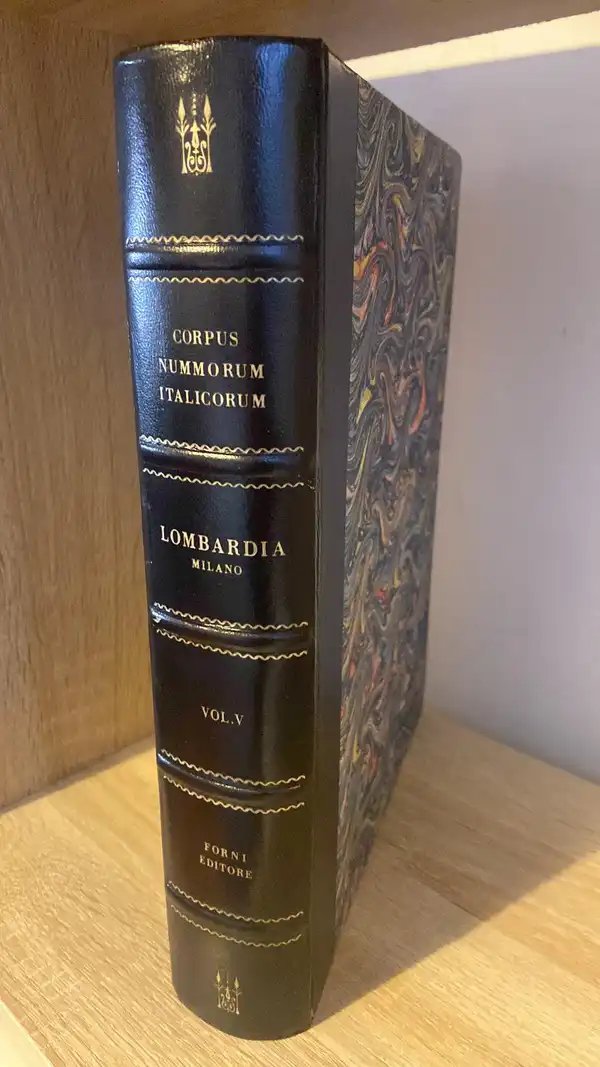 CORPUS
NUMMORUM
ITALICORUM
LOMBARDIA
MILANO
VOL.V
FORNI
EDITORE